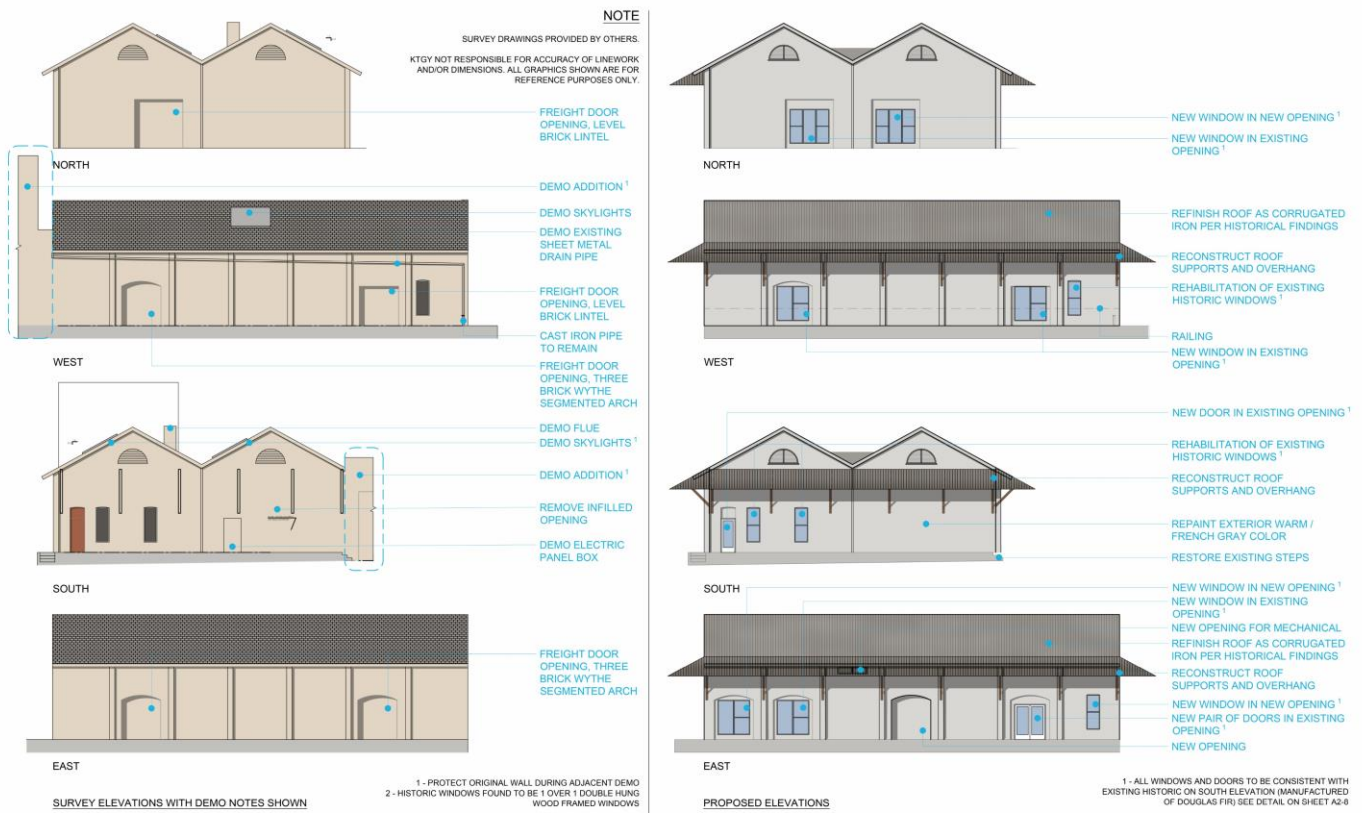 NOTE
SURVEY DRAWINGS PROVIDED BY OTHERS.
KTGY NOT RESPONSIBLE FOR ACCURACY OF LINEWORK
AND/OR DIMENSIONS. ALL GRAPHICS SHOWN ARE FOR
REFERENCE PURPOSES ONLY.
FREIGHT DOOR
OPENING, LEVEL
BRICK LINTEL
NORTH
DEMO ADDITION 1
DEMO SKYLIGHTS
DEMO EXISTING
SHEET METAL
DRAIN PIPE
FREIGHT DOOR
OPENING, LEVEL
BRICK LINTEL
CAST IRON PIPE
TO REMAIN
WEST
FREIGHT DOOR
OPENING, THREE
BRICK WYTHE
SEGMENTED ARCH
DEMO FLUE
DEMO SKYLIGHTS 1
DEMO ADDITION 1
REMOVE INFILLED
OPENING
DEMO ELECTRIC
PANEL BOX
SOUTH
FREIGHT DOOR
OPENING, THREE
BRICK WYTHE
SEGMENTED ARCH
EAST
1 - PROTECT ORIGINAL WALL DURING ADJACENT DEMO
2 - HISTORIC WINDOWS FOUND TO BE 1 OVER 1 DOUBLE HUNG
WOOD FRAMED WINDOWS
SURVEY ELEVATIONS WITH DEMO NOTES SHOWN
NEW WINDOW IN NEW OPENING 1
NEW WINDOW IN EXISTING
OPENING 1
NORTH
REFINISH ROOF AS CORRUGATED
IRON PER HISTORICAL FINDINGS
RECONSTRUCT ROOF
SUPPORTS AND OVERHANG
REHABILITATION OF EXISTING
HISTORIC WINDOWS 1
RAILING
NEW WINDOW IN EXISTING
OPENING 1
WEST
NEW DOOR IN EXISTING OPENING 1
REHABILITATION OF EXISTING
HISTORIC WINDOWS 1
RECONSTRUCT ROOF
SUPPORTS AND OVERHANG
REPAINT EXTERIOR WARM /
FRENCH GRAY COLOR
RESTORE EXISTING STEPS
SOUTH
NEW WINDOW IN NEW OPENING 1
NEW WINDOW IN EXISTING
OPENING 1
NEW OPENING FOR MECHANICAL
REFINISH ROOF AS CORRUGATED
IRON PER HISTORICAL FINDINGS
RECONSTRUCT ROOF
SUPPORTS AND OVERHANG
NEW WINDOW IN NEW OPENING 1
NEW PAIR OF DOORS IN EXISTING
OPENING 1
NEW OPENING
EAST
1 - ALL WINDOWS AND DOORS TO BE CONSISTENT WITH
EXISTING HISTORIC ON SOUTH ELEVATION (MANUFACTURED
OF DOUGLAS FIR) SEE DETAIL ON SHEET A2-8
PROPOSED ELEVATIONS